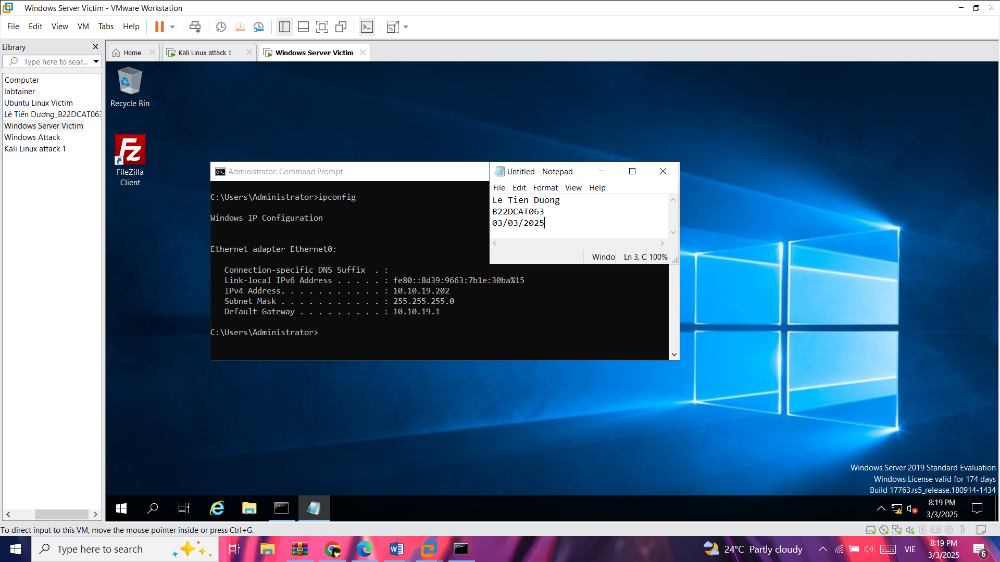 Windows Server Victim - VMware Workstation
File Edit View VM Tabs Help
Library
Type here to sear...
Computer
labtainer
Ubuntu Linux Victim
Lê Tiến Dương_B22DCAT063
Windows Server Victim
Windows Attack
Kali Linux attack 1
Home
Kali Linux attack 1
Windows Server Victim
Recycle Bin
FileZilla
Client
Administrator: Command Prompt
C:\Users\Administrator>ipconfig
Windows IP Configuration
Ethernet adapter Ethernet0:
Connection-specific DNS Suffix . :
Link-local IPv6 Address . . . . . : fe80::8d39:9663:7b1e:30ba%15
IPv4 Address. . . . . . . . . . . : 10.10.19.202
Subnet Mask . . . . . . . . . . . : 255.255.255.0
Default Gateway . . . . . . . . . : 10.10.19.1
C:\Users\Administrator>
Untitled - Notepad
File Edit Format View Help
Le Tien Duong
B22DCAT063
03/03/2025
Windo Ln 3, C 100%
Windows Server 2019 Standard Evaluation
Windows License valid for 174 days
Build 17763.rs5_release.180914-1434
8:19 PM
3/3/2025
To direct input to this VM, move the mouse pointer inside or press Ctrl+G.
Type here to search
24°C Partly cloudy
VIE
8:19 PM
3/3/2025
6